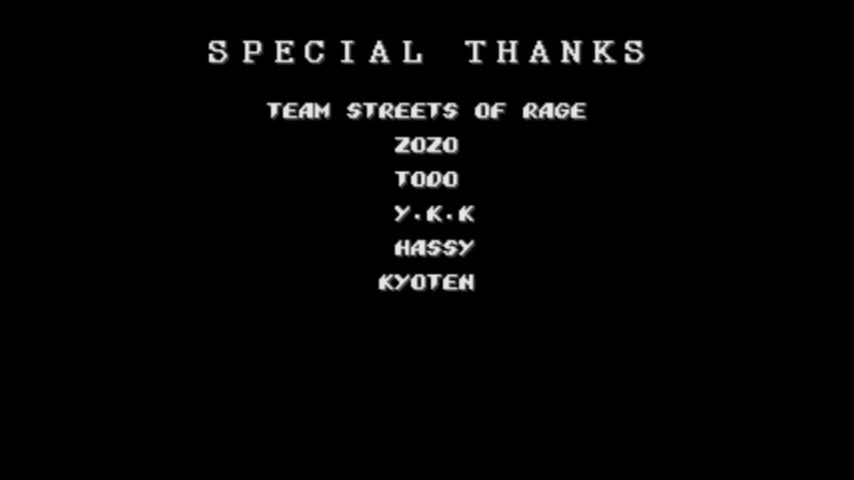 SPECIAL THANKS
TEAM STREETS OF RAGE
ZOZO
TODO
Y.K.K
HASSY
KYOTEN